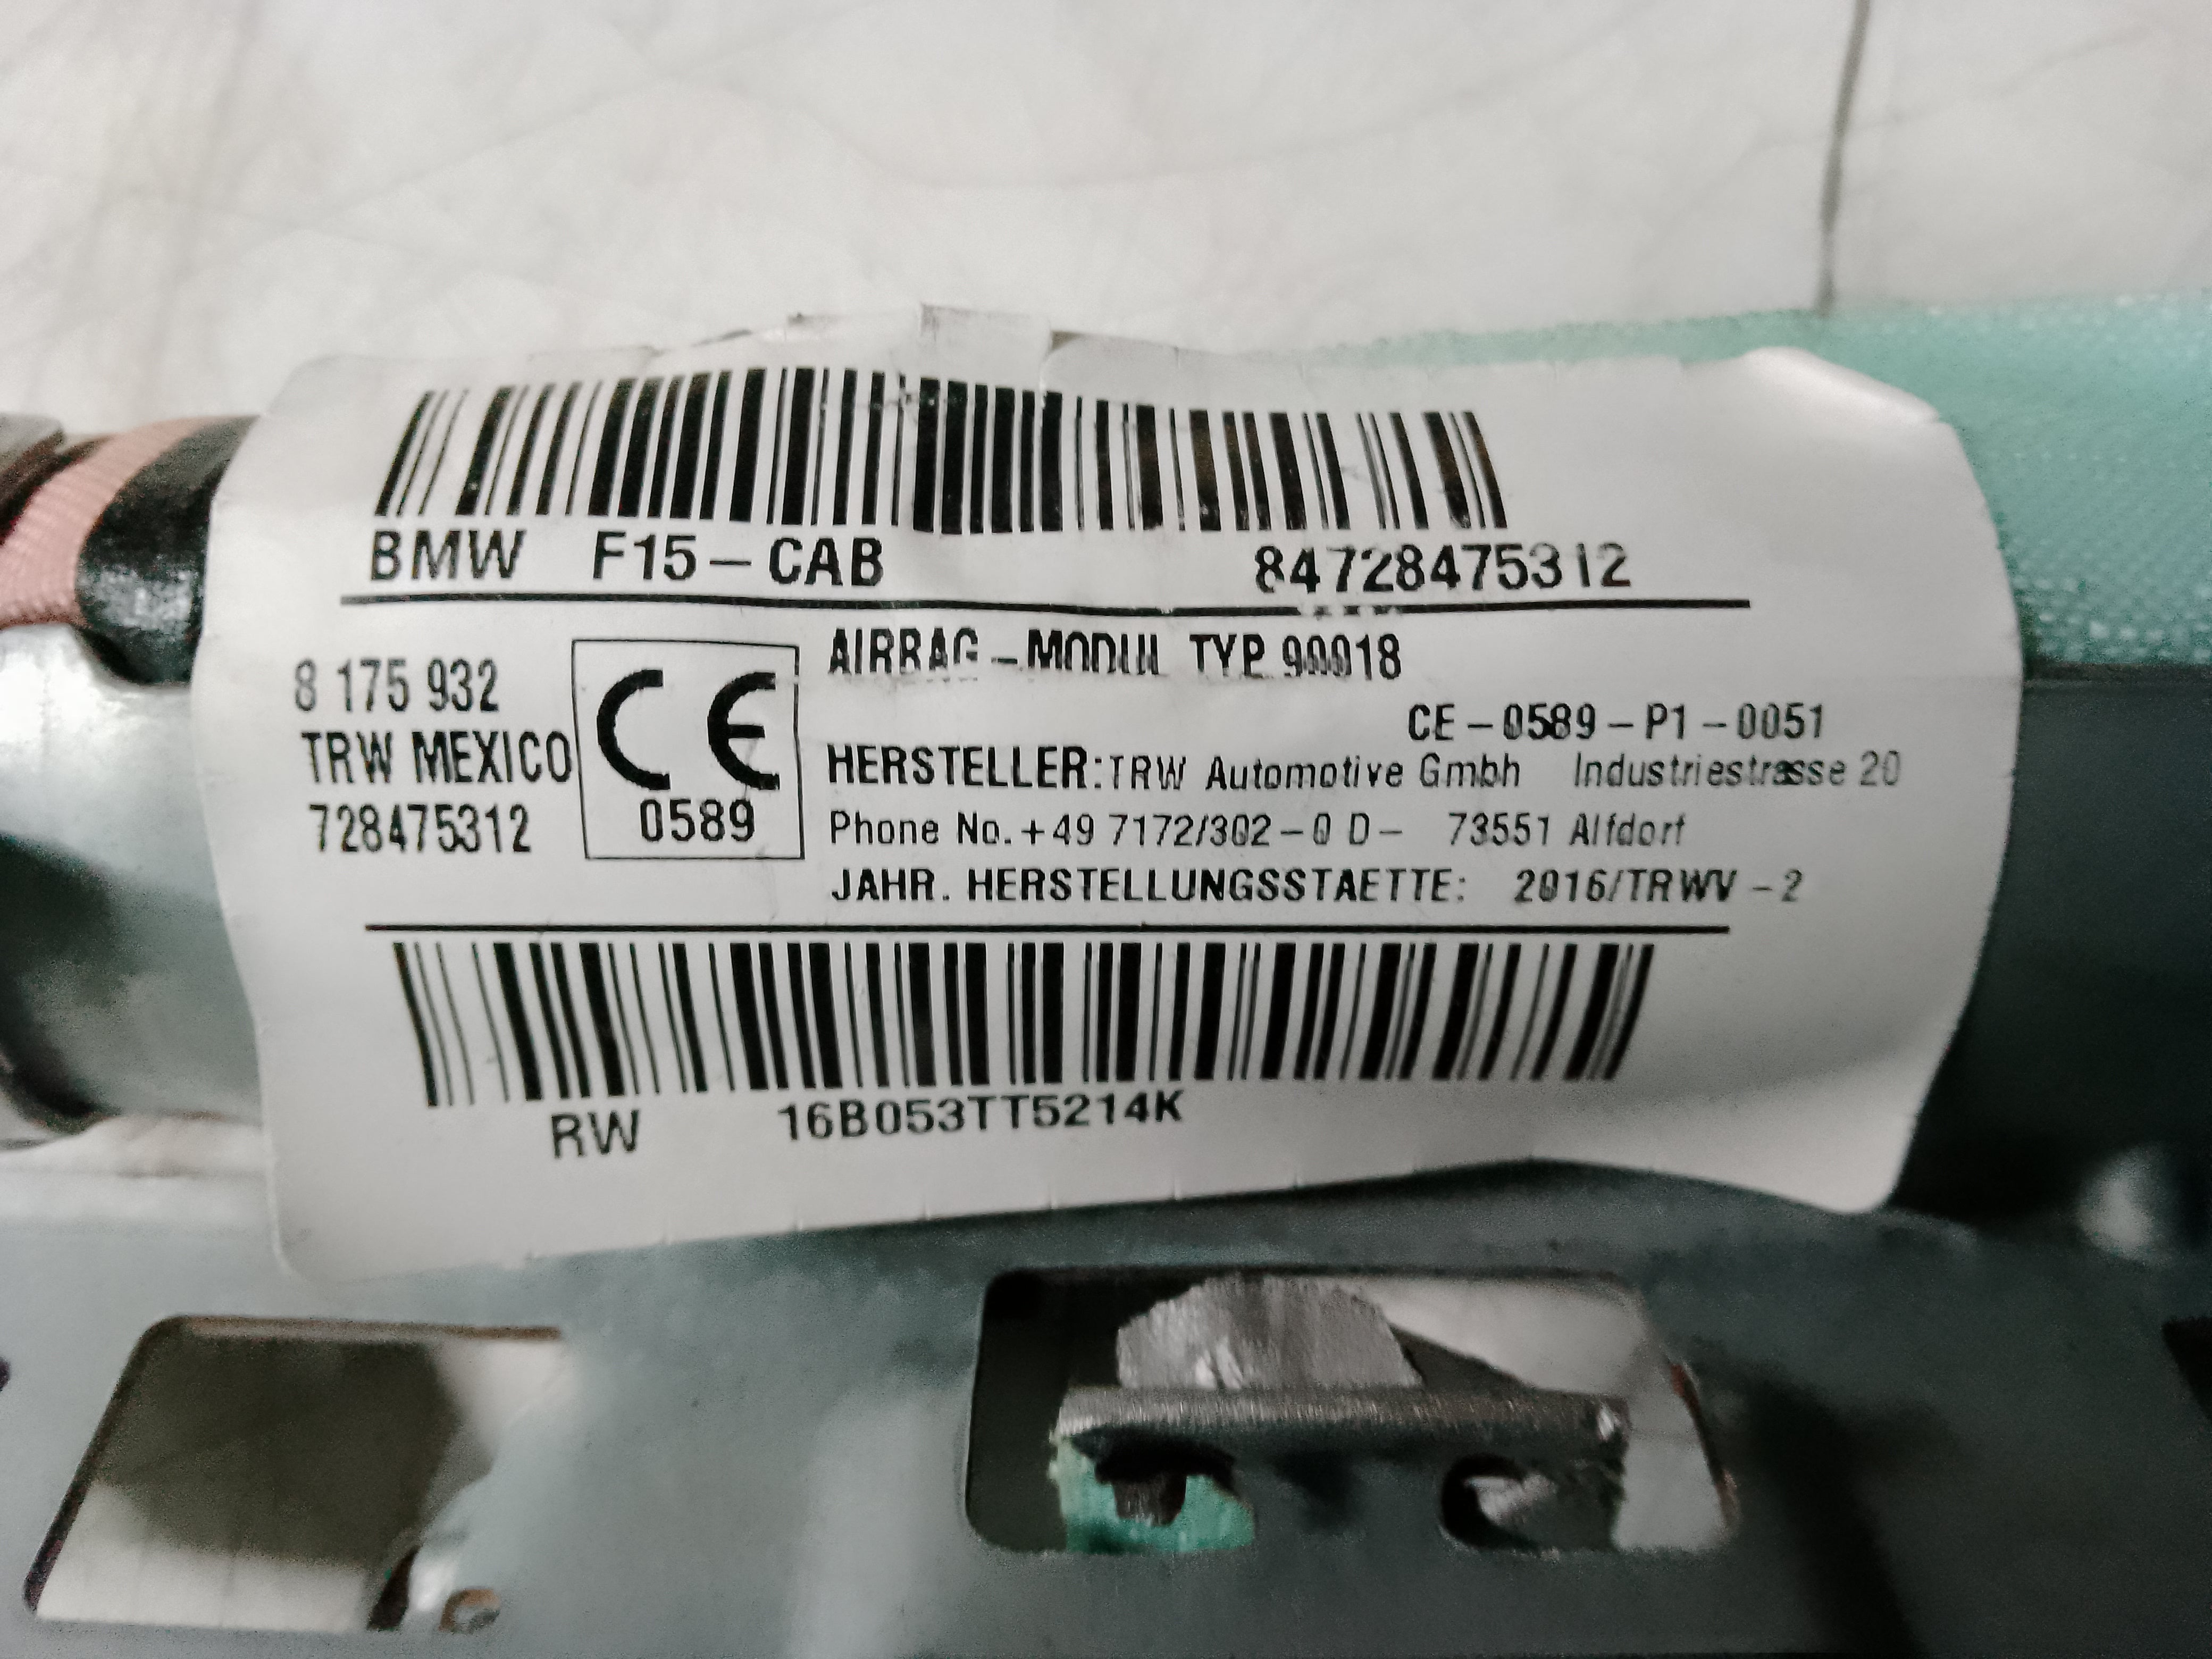 BMW F15-CAB 84728475312
AIRBAG-MODUL TYP 90018
8 175 932
TRW MEXICO
728475312
CE
0589
CE-0589-P1-0051
HERSTELLER: TRW Automotive Gmbh Industriestrasse 20
Phone No. +49 7172/302-0 D- 73551 Alfdorf
JAHR. HERSTELLUNGSSTAETTE: 2016/TRWV-2
RW 16B053TT5214K